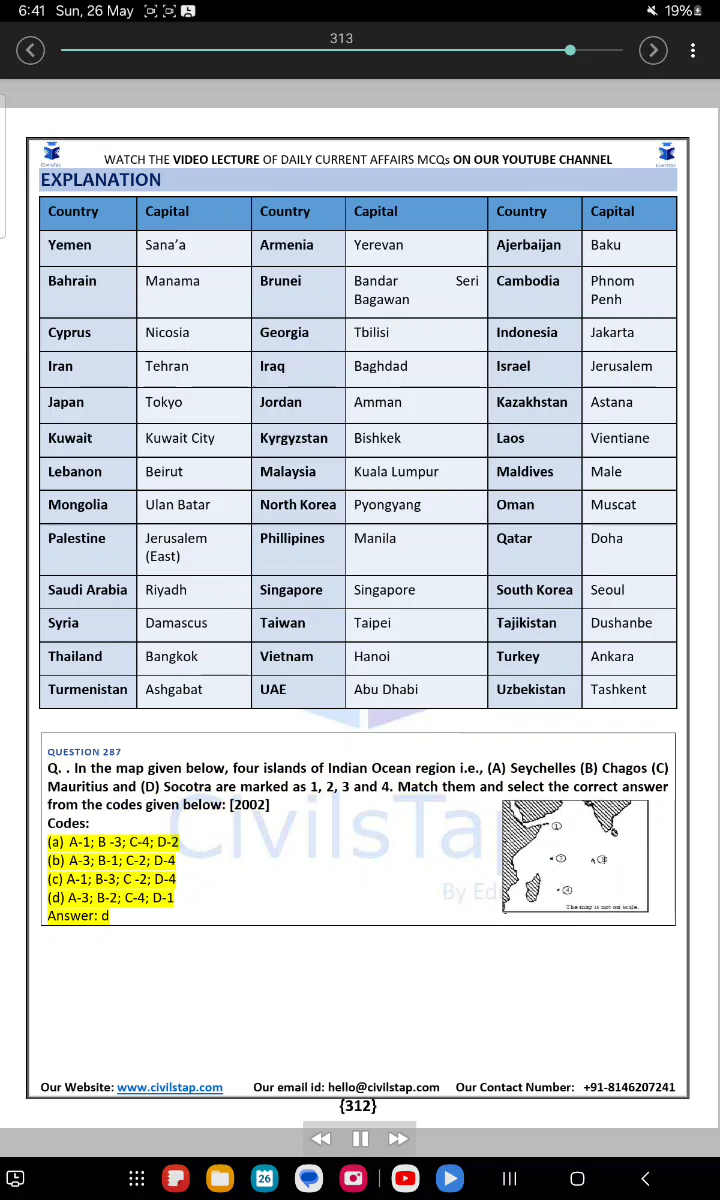 6:41 Sun, 26 May 19%
313
WATCH THE VIDEO LECTURE OF DAILY CURRENT AFFAIRS MCQs ON OUR YOUTUBE CHANNEL
EXPLANATION
Country Capital Country Capital Country Capital
Yemen Sana’a Armenia Yerevan Ajerbaijan Baku
Bahrain Manama Brunei Bandar Seri Bagawan Cambodia Phnom Penh
Cyprus Nicosia Georgia Tbilisi Indonesia Jakarta
Iran Tehran Iraq Baghdad Israel Jerusalem
Japan Tokyo Jordan Amman Kazakhstan Astana
Kuwait Kuwait City Kyrgyzstan Bishkek Laos Vientiane
Lebanon Beirut Malaysia Kuala Lumpur Maldives Male
Mongolia Ulan Batar North Korea Pyongyang Oman Muscat
Palestine Jerusalem (East) Phillipines Manila Qatar Doha
Saudi Arabia Riyadh Singapore Singapore South Korea Seoul
Syria Damascus Taiwan Taipei Tajikistan Dushanbe
Thailand Bangkok Vietnam Hanoi Turkey Ankara
Turmenistan Ashgabat UAE Abu Dhabi Uzbekistan Tashkent
QUESTION 287
Q. . In the map given below, four islands of Indian Ocean region i.e., (A) Seychelles (B) Chagos (C)
Mauritius and (D) Socotra are marked as 1, 2, 3 and 4. Match them and select the correct answer
from the codes given below: [2002]
Codes:
(a) A-1; B -3; C-4; D-2
(b) A-3; B-1; C-2; D-4
(c) A-1; B-3; C -2; D-4
(d) A-3; B-2; C-4; D-1
Answer: d
The map is not on scale.
CivilsTap
By Ed
Our Website: www.civilstap.com Our email id: hello@civilstap.com Our Contact Number: +91-8146207241
{312}
26